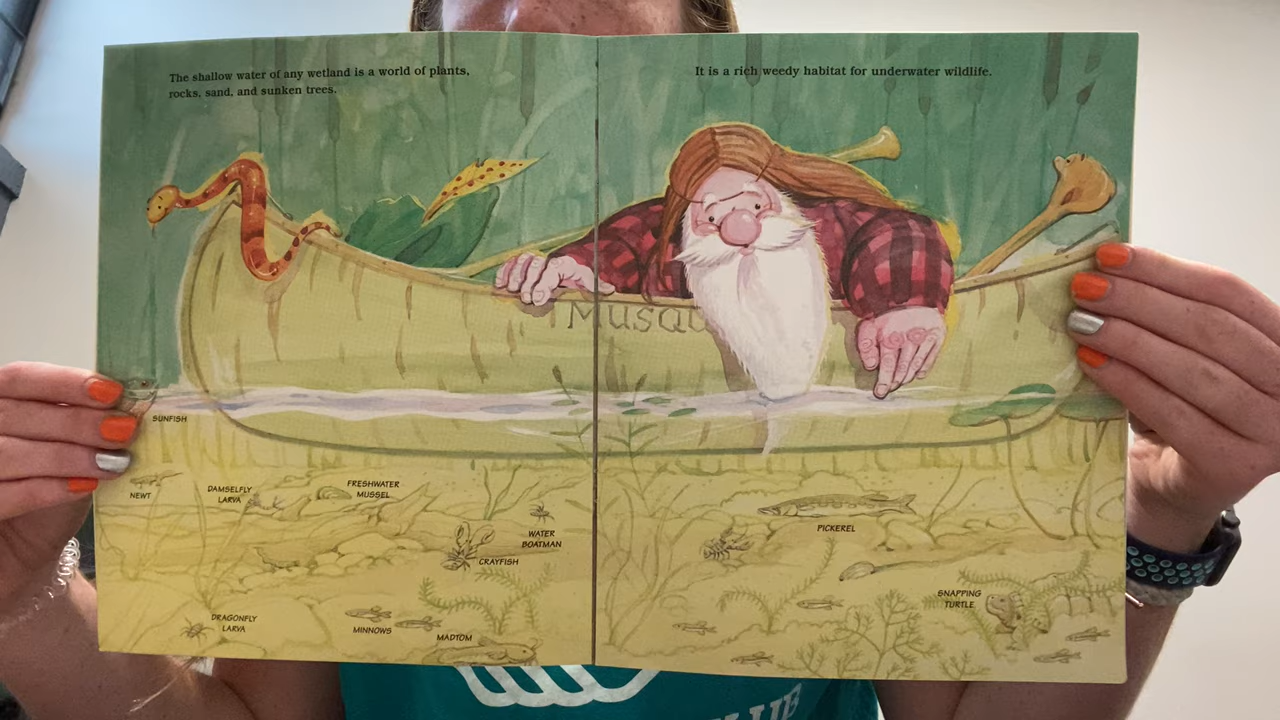 The shallow water of any wetland is a world of plants,
rocks, sand, and sunken trees.
It is a rich weedy habitat for underwater wildlife.
Musqu
SUNFISH
NEWT
DAMSELFLY
LARVA
FRESHWATER
MUSSEL
WATER
BOATMAN
CRAYFISH
DRAGONFLY
LARVA
MINNOWS
MADTOM
PICKEREL
SNAPPING
TURTLE